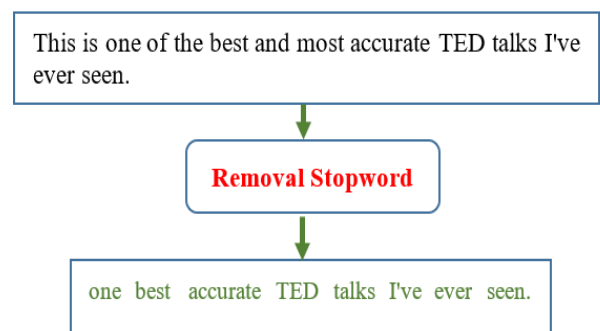 This is one of the best and most accurate TED talks I've
ever seen.
Removal Stopword
one best accurate TED talks I've ever seen.